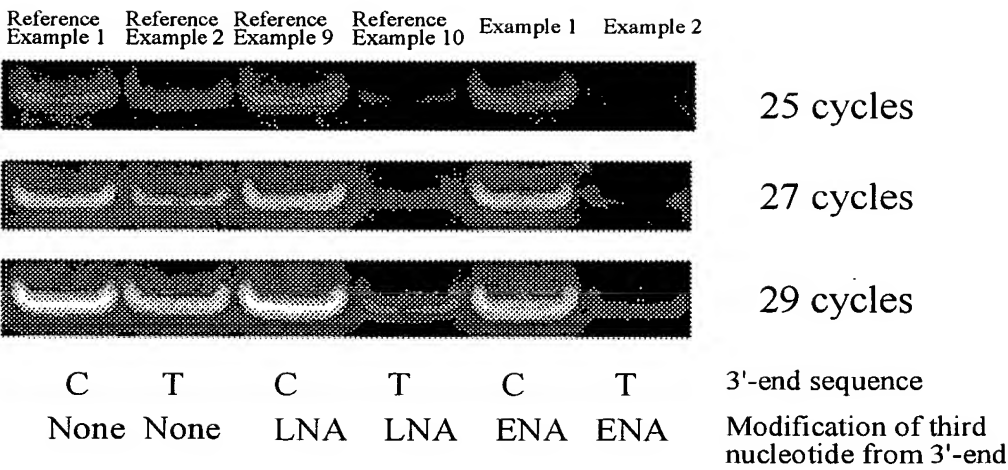 Reference Example 1
Reference Example 2
Reference Example 9
Reference Example 10
Example 1
Example 2
25 cycles
27 cycles
29 cycles
C T C T C T 3'-end sequence
None None LNA LNA ENA ENA Modification of third
nucleotide from 3'-end